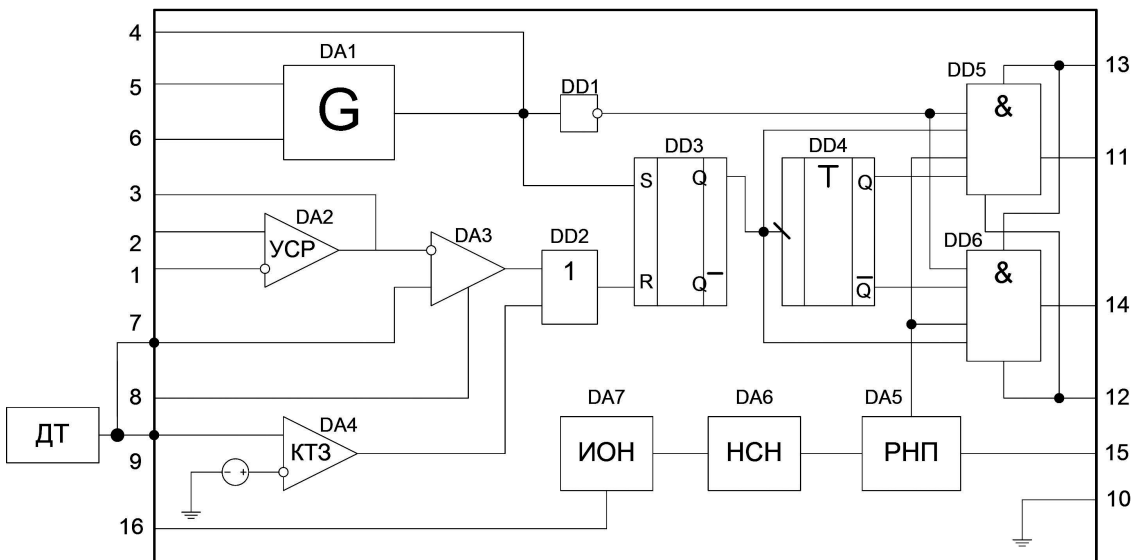 4
DA1
13
5
G
DD1
DD5
&
6
DD3
DD4
11
3
S
Q
T
Q
DA2
2
УСР
DA3
DD2
DD6
1
1
&
R
Q
Q
14
7
8
DA4
DA7
DA6
DA5
12
ДТ
КТЗ
ИОН
НСН
РНП
15
9
- +
10
16